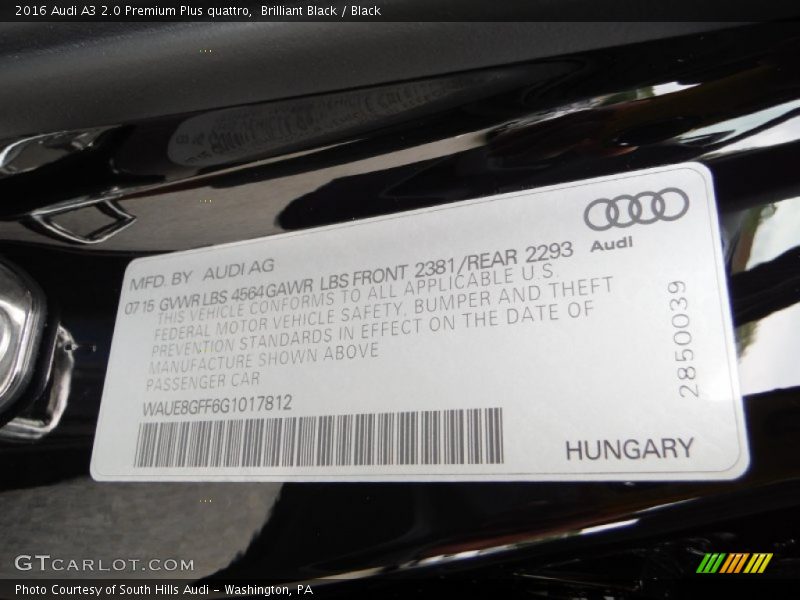 2016 Audi A3 2.0 Premium Plus quattro, Brilliant Black / Black
Audi
MFD. BY AUDI AG
07 15 GVWR LBS 4564 GAWR LBS FRONT 2381/REAR 2293
THIS VEHICLE CONFORMS TO ALL APPLICABLE U.S.
FEDERAL MOTOR VEHICLE SAFETY, BUMPER AND THEFT
PREVENTION STANDARDS IN EFFECT ON THE DATE OF
MANUFACTURE SHOWN ABOVE
PASSENGER CAR
WAUE8GFF6G1017812
2850039
HUNGARY
GTCARLOT.COM
Photo Courtesy of South Hills Audi - Washington, PA